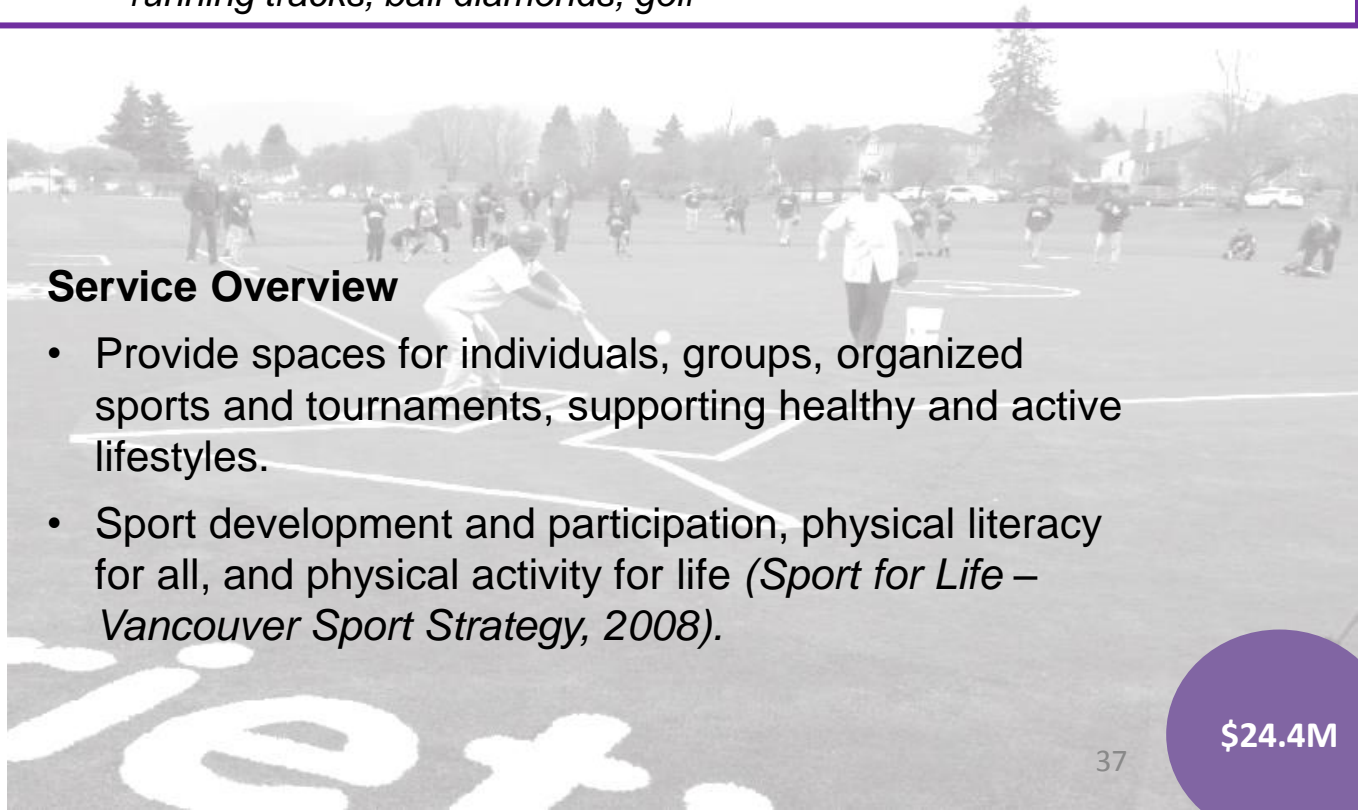 running tracks, ball diamonds, golf
Service Overview
• Provide spaces for individuals, groups, organized
sports and tournaments, supporting healthy and active
lifestyles.
• Sport development and participation, physical literacy
for all, and physical activity for life (Sport for Life –
Vancouver Sport Strategy, 2008).
$24.4M
37